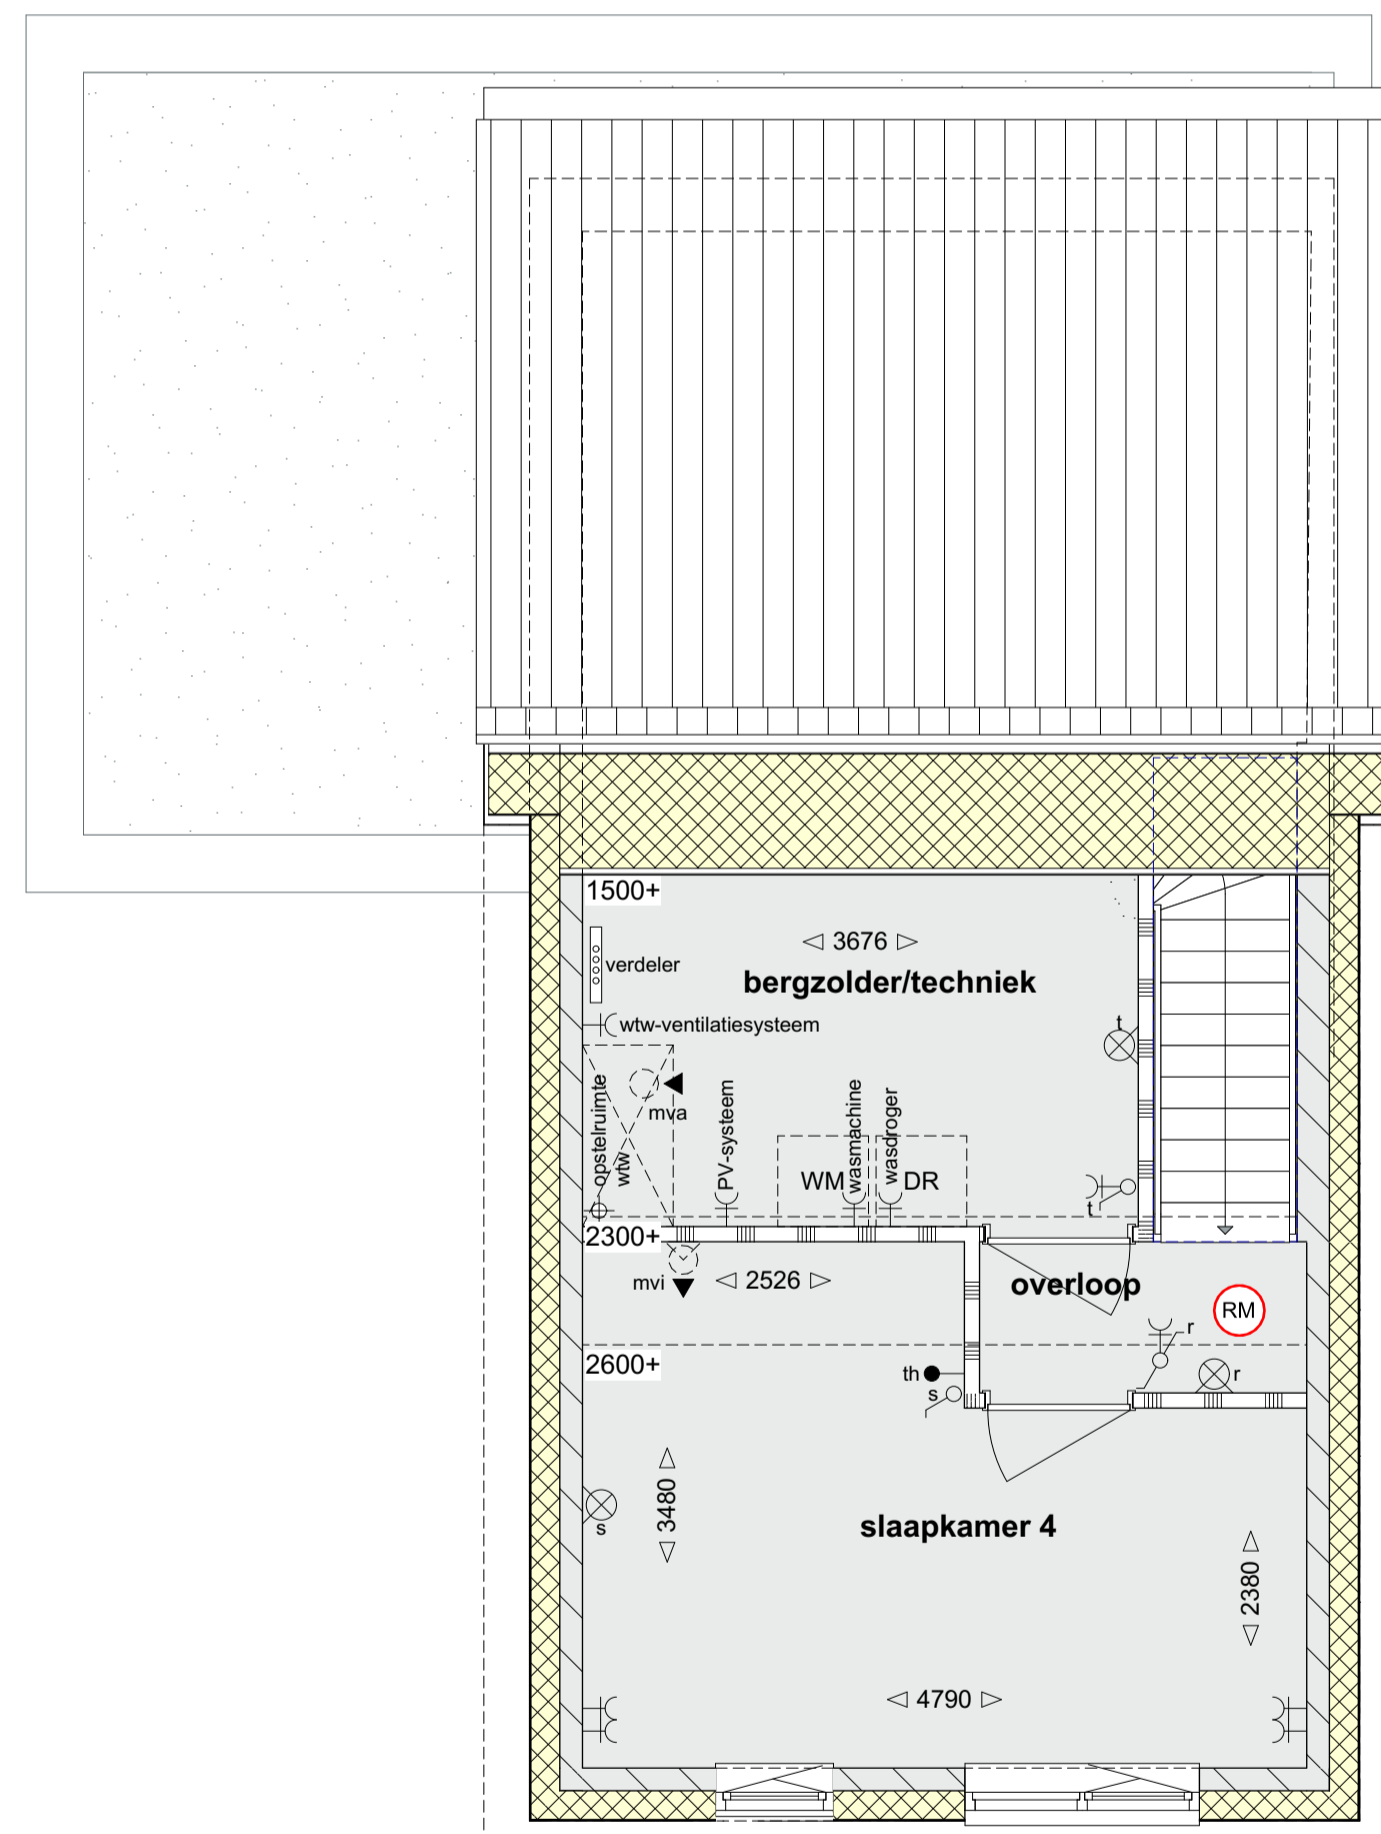 1500+
3676
verdeler
bergzolder/techniek
wtw-ventilatiesysteem
t
opstelruimte
wtw
mva
PV-systeem
WM
wasmachine
wasdroger
DR
t
2300+
mvi
2526
overloop
RM
r
2600+
th
s
r
3480
s
slaapkamer 4
2380
4790